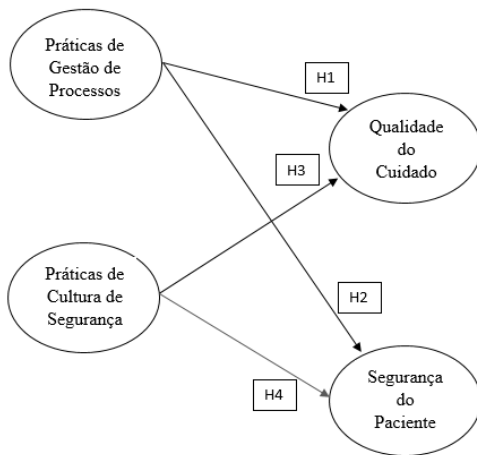 Práticas de
Gestão de
Processos
H1
Qualidade
do
Cuidado
H3
Práticas de
Cultura de
Segurança
H2
H4
Segurança
do
Paciente